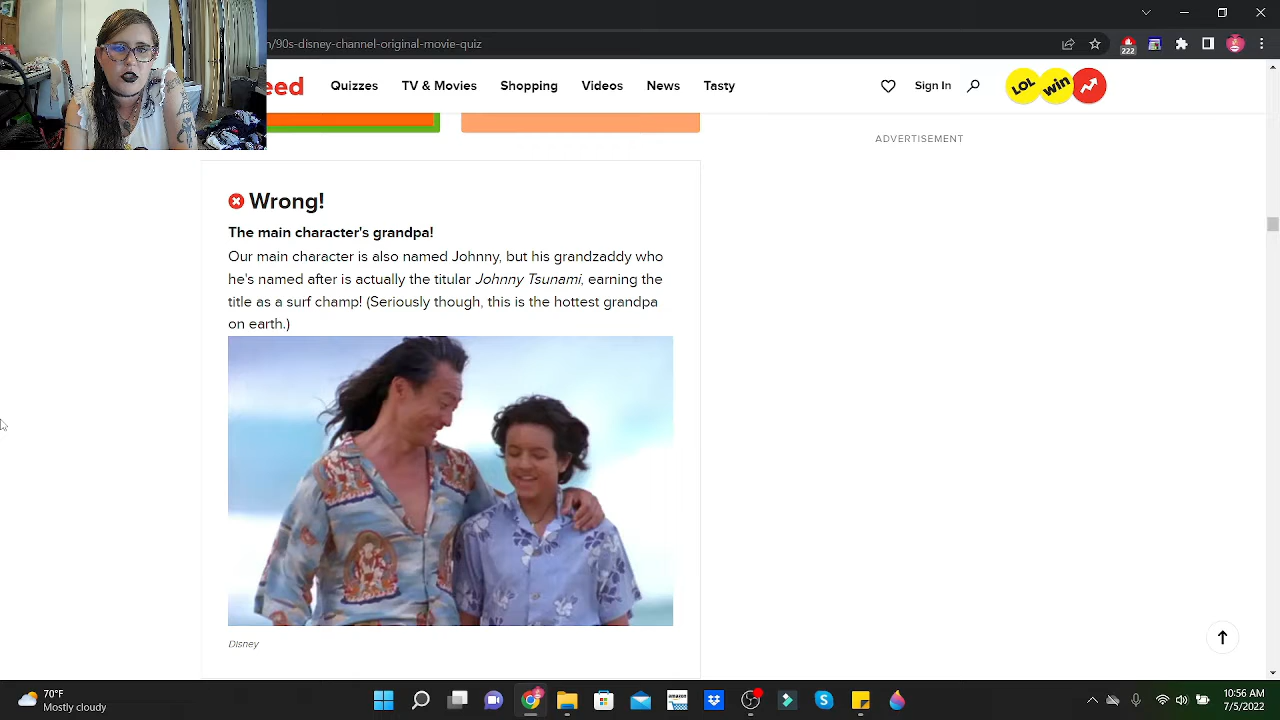 n/90s-disney-channel-original-movie-quiz
222
eed
Quizzes
TV & Movies
Shopping
Videos
News
Tasty
Sign In
LOL
win
ADVERTISEMENT
Wrong!
The main character's grandpa!
Our main character is also named Johnny, but his grandzaddy who
he's named after is actually the titular Johnny Tsunami, earning the
title as a surf champ! (Seriously though, this is the hottest grandpa
on earth.)
Disney
70°F
Mostly cloudy
amazon
10:56 AM
7/5/2022